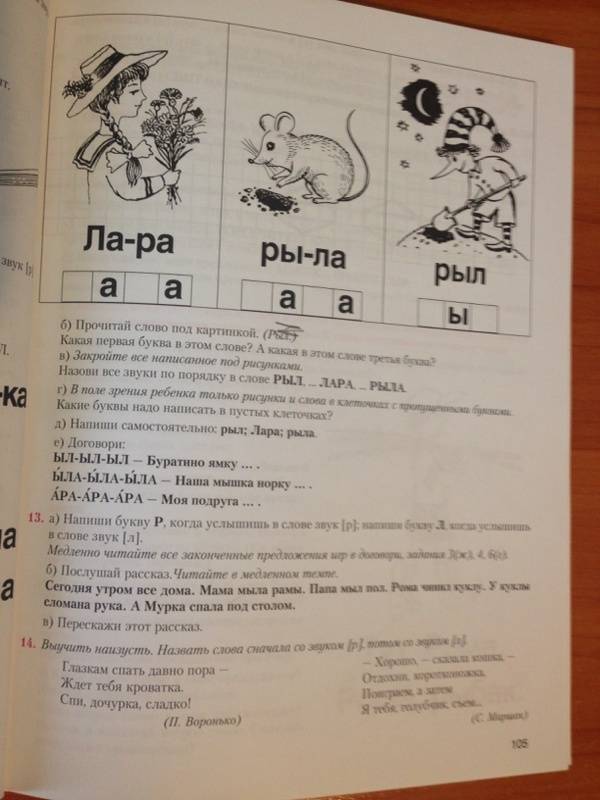 Ла-ра
ры-ла
рыл
а а
а а
ы
б) Прочитай слово под картинкой. (Рыл.)
Какая первая буква в этом слове? А какая в этом слове третья буква?
в) Закройте все написанное под рисунками.
Назови все звуки по порядку в слове РЫЛ, ... ЛАРА, ... РЫЛА.
г) В поле зрения ребенка только рисунки и слова в клеточках с пропущенными буквами.
Какие буквы надо написать в пустых клеточках?
д) Напиши самостоятельно: рыл; Лара; рыла.
е) Договори:
ЫЛ-ЫЛ-ЫЛ — Буратино ямку ... .
Ы́ЛА-Ы́ЛА-Ы́ЛА — Наша мышка норку ... .
А́РА-А́РА-А́РА — Моя подруга ... .
13. а) Напиши букву Р, когда услышишь в слове звук [р]; напиши букву Л, когда услышишь
в слове звук [л].
Медленно читайте все законченные предложения игр в договори, задания 3(ж), 4, 6(г).
б) Послушай рассказ. Читайте в медленном темпе.
Сегодня утром все дома. Мама мыла рамы. Папа мыл пол. Рома чинил куклу. У куклы
сломана рука. А Мурка спала под столом.
в) Перескажи этот рассказ.
14. Выучить наизусть. Назвать слова сначала со звуком [р], потом со звуком [л].
Глазкам спать давно пора —
Ждет тебя кроватка.
Спи, дочурка, сладко!
(П. Воронько)
— Хорошо, — сказала кошка, —
Отдохни, коротконожка,
Поиграем, а затем
Я тебя, голубчик, съем...
(С. Маршак)
105
звук [р]
Л.
-ка
ла
а